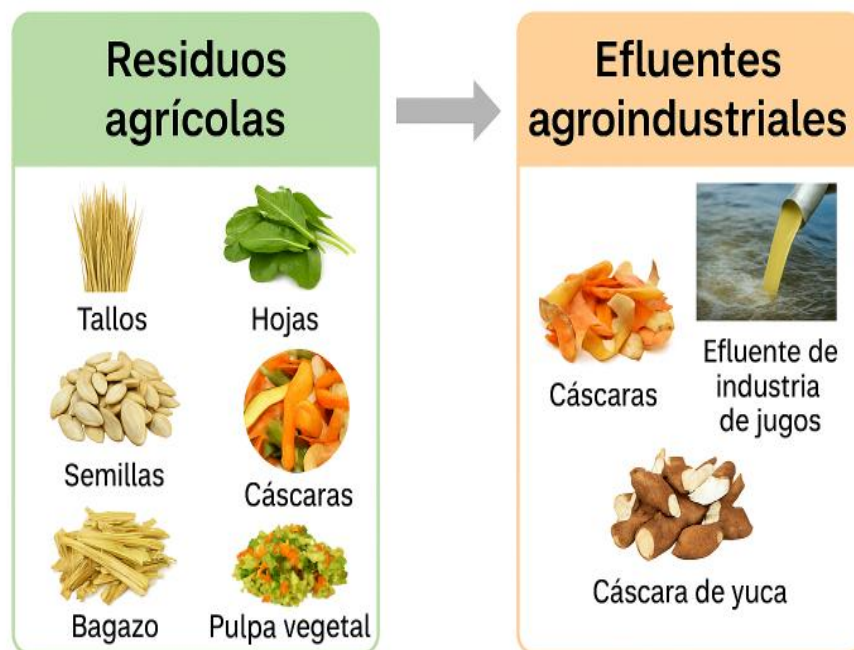 Residuos
agrícolas
Tallos
Hojas
Semillas
Cáscaras
Bagazo
Pulpa vegetal
Efluentes
agroindustriales
Cáscaras
Efluente de
industria
de jugos
Cáscara de yuca